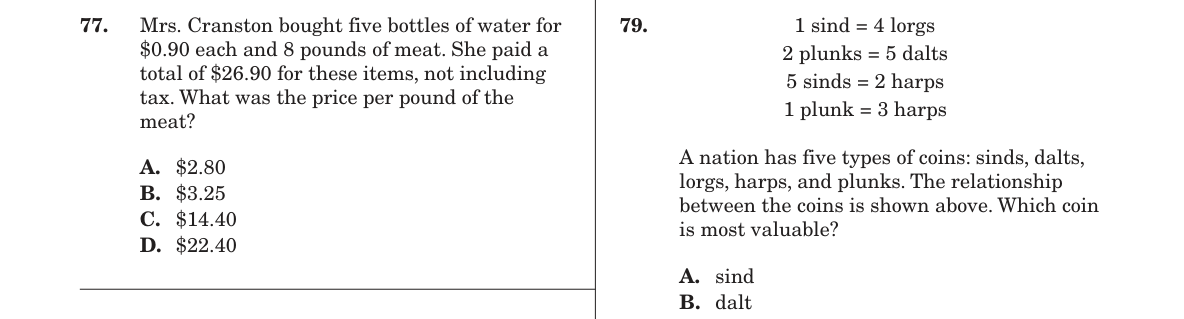 77. Mrs. Cranston bought five bottles of water for
$0.90 each and 8 pounds of meat. She paid a
total of $26.90 for these items, not including
tax. What was the price per pound of the
meat?
A. $2.80
B. $3.25
C. $14.40
D. $22.40
79. 1 sind = 4 lorgs
2 plunks = 5 dalts
5 sinds = 2 harps
1 plunk = 3 harps
A nation has five types of coins: sinds, dalts,
lorgs, harps, and plunks. The relationship
between the coins is shown above. Which coin
is most valuable?
A. sind
B. dalt